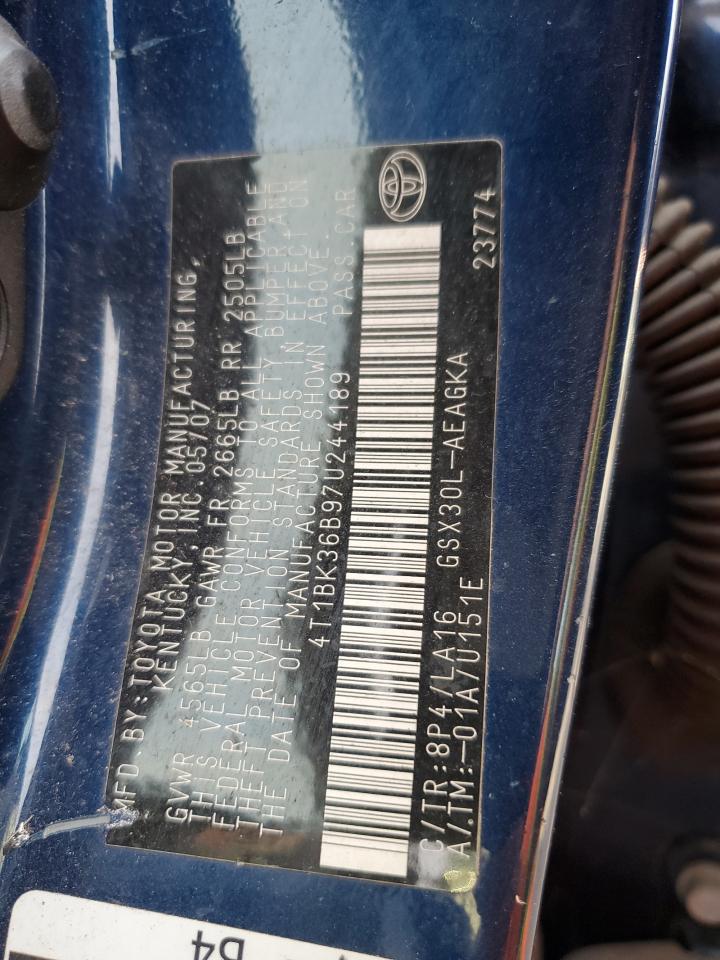 MFD. BY: TOYOTA MOTOR MANUFACTURING,
KENTUCKY, INC. 05/07
GVWR 4565LB GAWR FR 2665LB RR 2505LB
THIS VEHICLE CONFORMS TO ALL APPLICABLE
FEDERAL MOTOR VEHICLE SAFETY BUMPER AND
THEFT PREVENTION STANDARDS IN EFFECT ON
THE DATE OF MANUFACTURE SHOWN ABOVE.
4T1BK36B97U244189 PASS. CAR
C/TR:8P4/LA16 GSX30L-AEAGKA
A/TM:-01A/U151E 23774